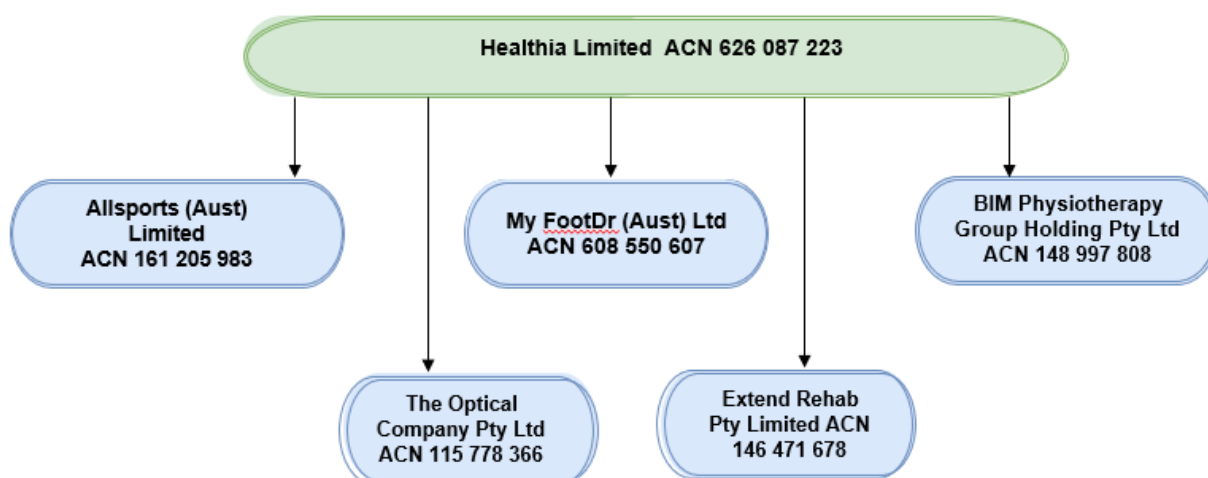 Healthia Limited  ACN 626 087 223
Allsports (Aust)
Limited
ACN 161 205 983
My FootDr (Aust) Ltd
ACN 608 550 607
BIM Physiotherapy
Group Holding Pty Ltd
ACN 148 997 808
The Optical
Company Pty Ltd
ACN 115 778 366
Extend Rehab
Pty Limited ACN
146 471 678